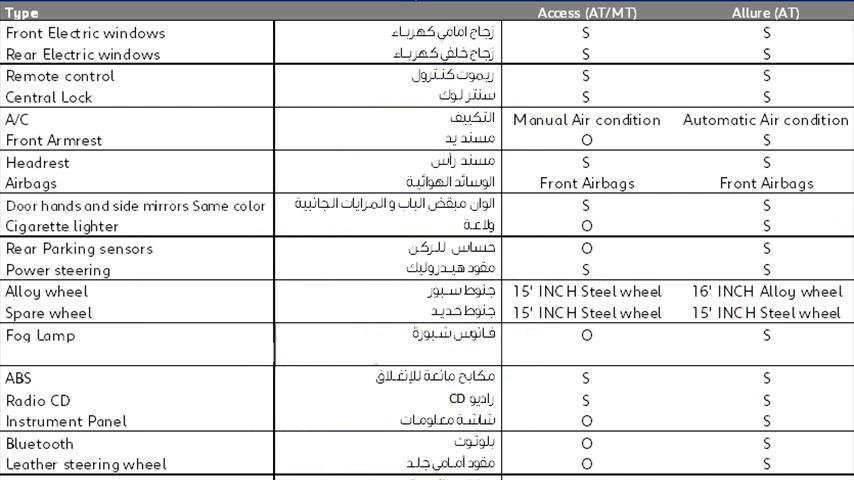 Type Access (AT/MT) Allure (AT)
Front Electric windows زجاج امامي كهرباء S S
Rear Electric windows زجاج خلفي كهرباء S S
Remote control ريموت كنترول S S
Central Lock سنتر لوك S S
A/C التكييف Manual Air condition Automatic Air condition
Front Armrest مسند يد O S
Headrest مسند رأس S S
Airbags الوسائد الهوائية Front Airbags Front Airbags
Door hands and side mirrors Same color الوان مبقض الباب و المرايات الجانبية S S
Cigarette lighter ولاعة O S
Rear Parking sensors حساس للركن O S
Power steering مقود هيدروليك S S
Alloy wheel جنوط سبور 15' INCH Steel wheel 16' INCH Alloy wheel
Spare wheel جنوط حديد 15' INCH Steel wheel 15' INCH Steel wheel
Fog Lamp فانوس شبورة O S
ABS مكابح مانعة للإنغلاق S S
Radio CD راديو CD S S
Instrument Panel شاشة معلومات O S
Bluetooth بلوتوث O S
Leather steering wheel مقود أمامي جلد O S